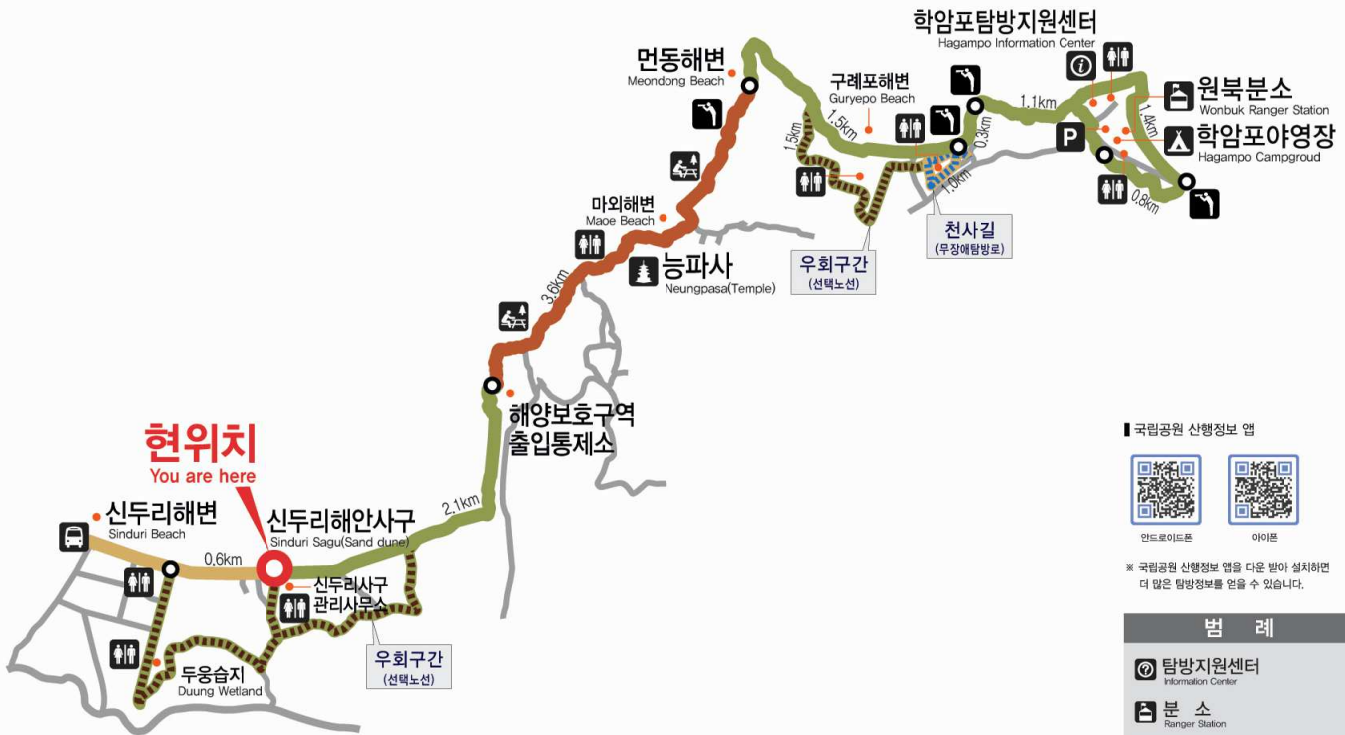 학암포탐방지원센터
Hagampo Information Center
먼동해변
Meondong Beach
구례포해변
Guryepo Beach
원북분소
Wonbuk Ranger Station
학암포야영장
Hagampo Campgroud
1.1km
1.4km
P
0.8km
0.3km
1.5km
1.5km
1.0km
천사길
(무장애탐방로)
우회구간
(선택노선)
마외해변
Maoe Beach
능파사
Neungpasa(Temple)
3.6km
해양보호구역
출입통제소
현위치
You are here
2.1km
신두리해변
Sinduri Beach
신두리해안사구
Sinduri Sagu(Sand dune)
0.6km
신두리사구
관리사무소
우회구간
(선택노선)
두웅습지
Duung Wetland
국립공원 산행정보 앱
안드로이드폰
아이폰
※ 국립공원 산행정보 앱을 다운 받아 설치하면
더 많은 탐방정보를 얻을 수 있습니다.
범 례
탐방지원센터
Information Center
분 소
Ranger Station